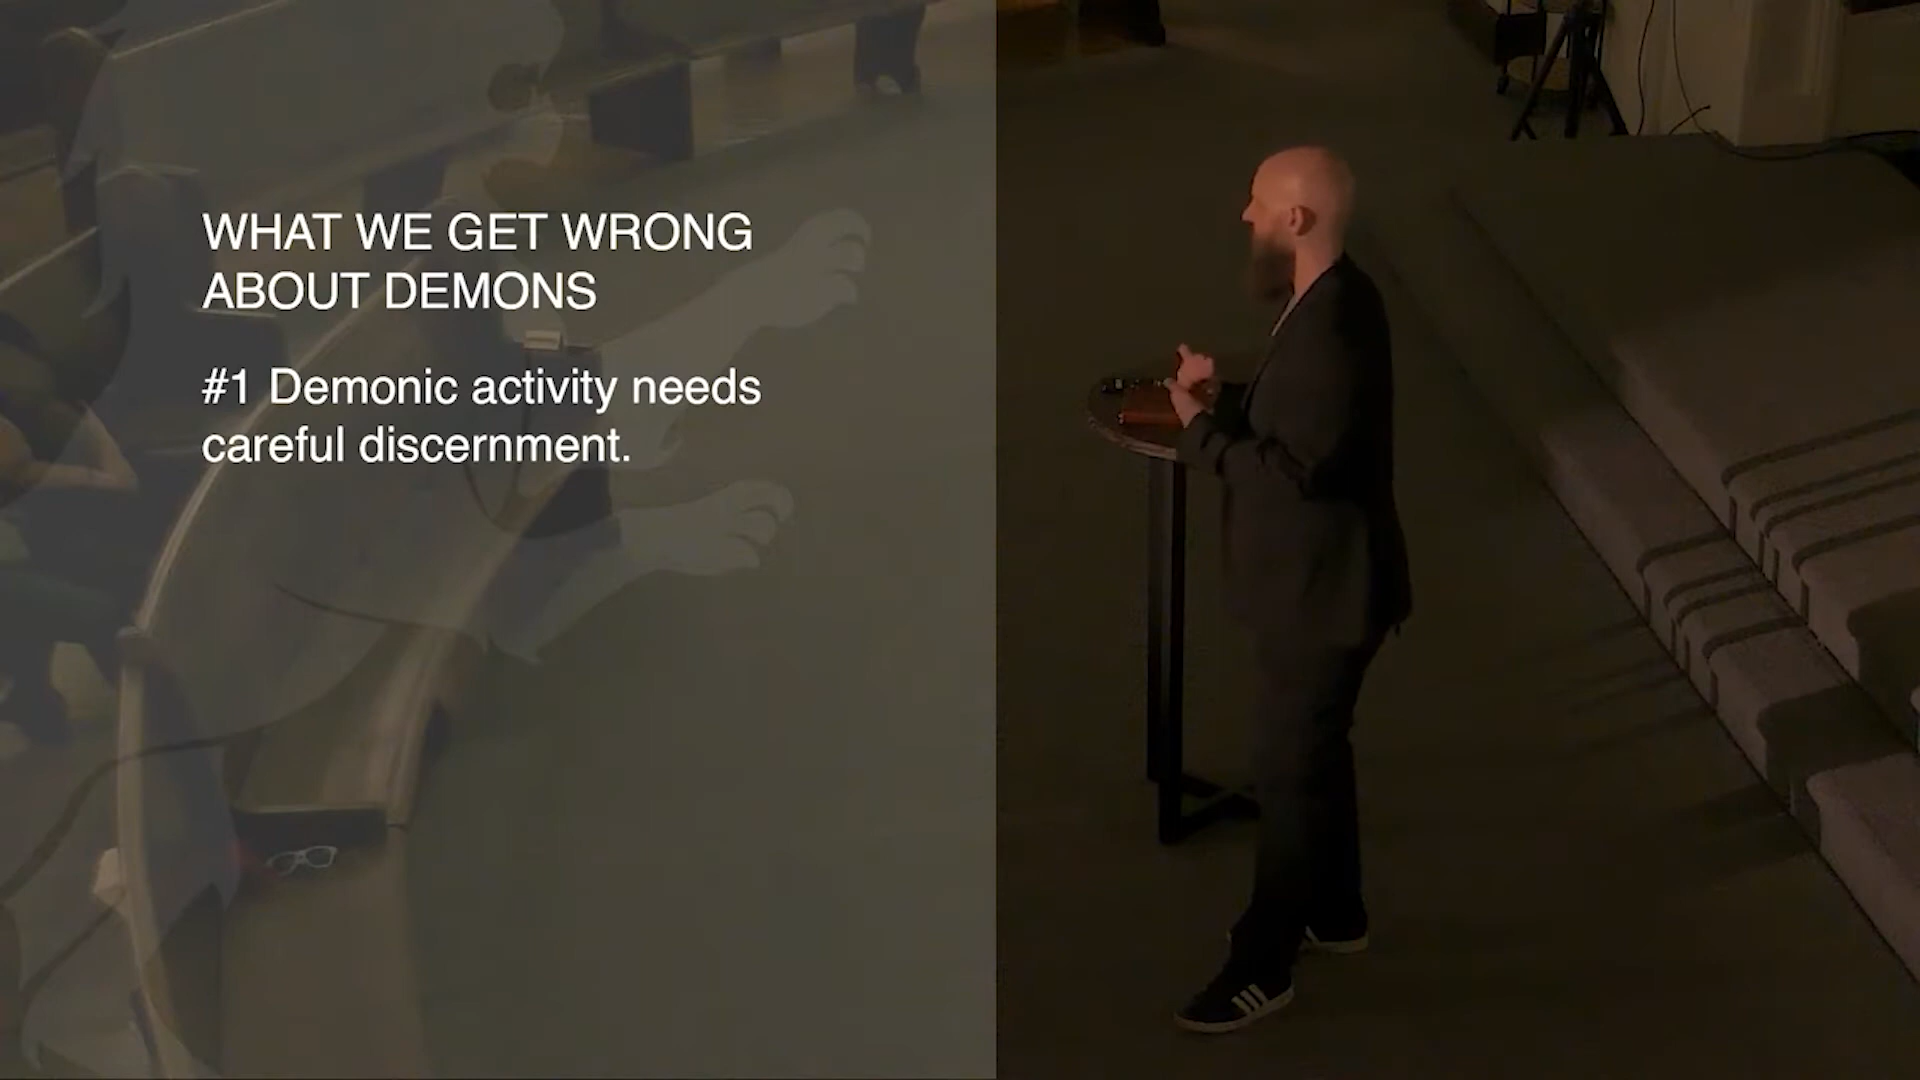 WHAT WE GET WRONG
ABOUT DEMONS
#1 Demonic activity needs
careful discernment.